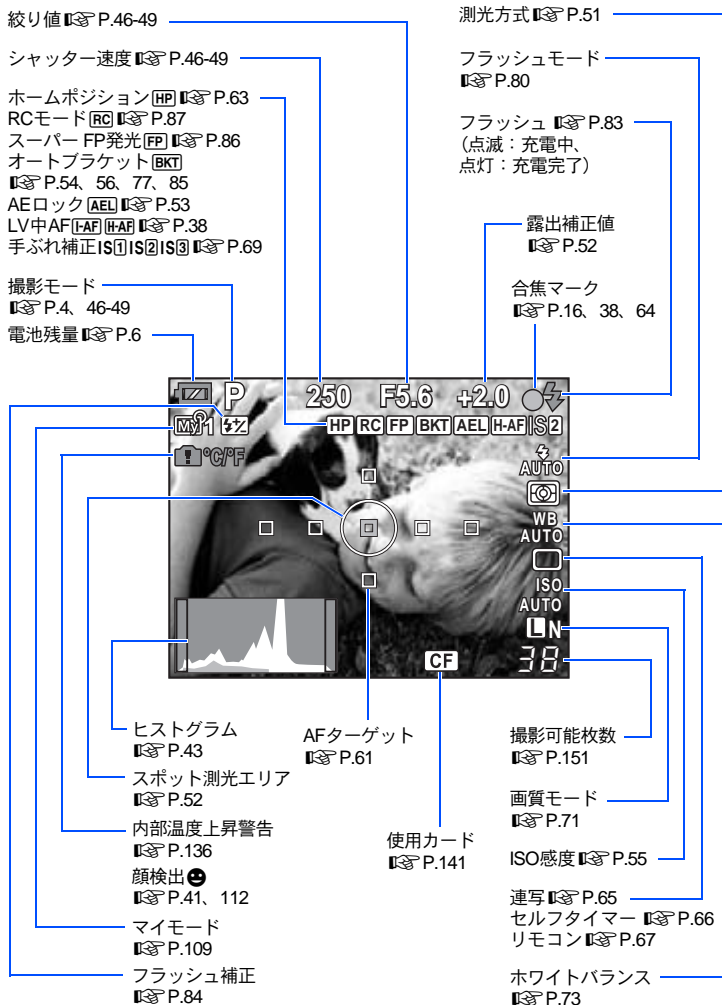 絞り値☞P.46-49
シャッター速度☞P.46-49
ホームポジション HP ☞P.63
RCモード RC ☞P.87
スーパー FP発光 FP ☞P.86
オートブラケット BKT
☞P.54、56、77、85
AEロック AEL ☞P.53
LV中AF I-AF H-AF ☞P.38
手ぶれ補正IS1 IS2 IS3 ☞P.69
撮影モード
☞P.4、46-49
電池残量☞P.6
測光方式☞P.51
フラッシュモード
☞P.80
フラッシュ ☞P.83
(点滅：充電中、
点灯：充電完了)
露出補正値
☞P.52
合焦マーク
☞P.16、38、64
P 250 F5.6 +2.0
My1 HP RC FP BKT AEL H-AF IS2
°C/°F
AUTO
WB
AUTO
ISO
AUTO
L N
CF 38
ヒストグラム
☞P.43
スポット測光エリア
☞P.52
内部温度上昇警告
☞P.136
顔検出
☞P.41、112
マイモード
☞P.109
フラッシュ補正
☞P.84
AFターゲット
☞P.61
使用カード
☞P.141
撮影可能枚数
☞P.151
画質モード
☞P.71
ISO感度☞P.55
連写☞P.65
セルフタイマー ☞P.66
リモコン☞P.67
ホワイトバランス
☞P.73